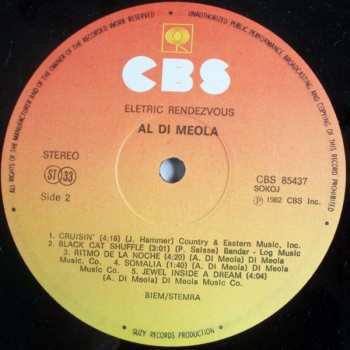 ALL RIGHTS OF THE MANUFACTURER AND OF THE OWNER OF THE RECORDED WORK RESERVED · UNAUTHORIZED PUBLIC PERFORMANCE, BROADCASTING AND COPYING OF THIS RECORD PROHIBITED
CBS
ELETRIC RENDEZVOUS
AL DI MEOLA
STEREO
ST 33
Side 2
CBS 85437
SOKOJ
℗ 1982 CBS Inc.
1. CRUISIN' (4:16) (J. Hammer) Country & Eastern Music, Inc.
2. BLACK CAT SHUFFLE (3:01) (P. Saissa) Bandar - Log Music
3. RITMO DE LA NOCHE (4:20) (A. Di Meola) Di Meola
Music, Co. 4. SOMALIA (1:40) (A. Di Meola) Di Meola
Music Co. 5. JEWEL INSIDE A DREAM (4:04)
(A. Di Meola) Di Meola Music Co.
BIEM/STEMRA
SUZY RECORDS PRODUCTION